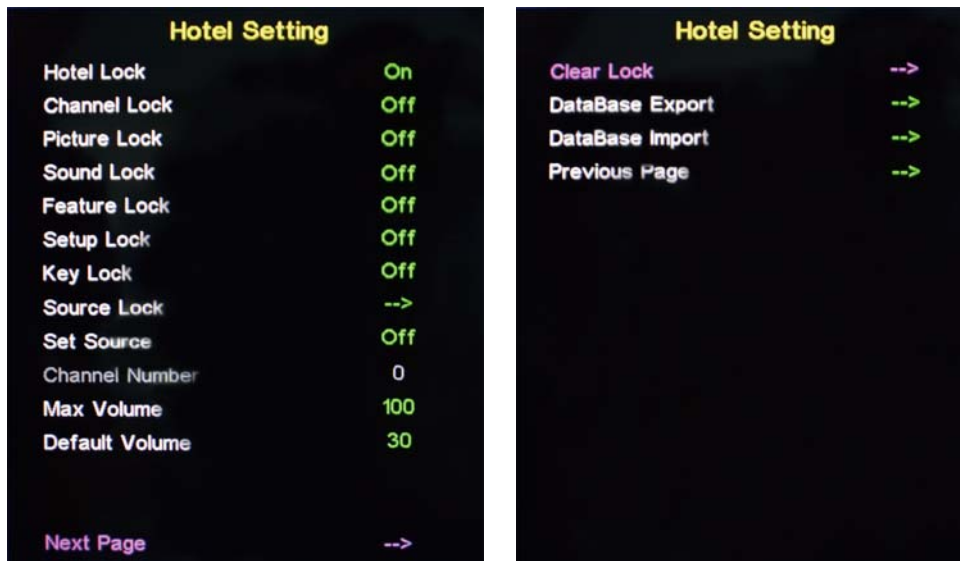 Hotel Setting
Hotel Lock On
Channel Lock Off
Picture Lock Off
Sound Lock Off
Feature Lock Off
Setup Lock Off
Key Lock Off
Source Lock -->
Set Source Off
Channel Number 0
Max Volume 100
Default Volume 30
Next Page -->
Hotel Setting
Clear Lock -->
DataBase Export -->
DataBase Import -->
Previous Page -->